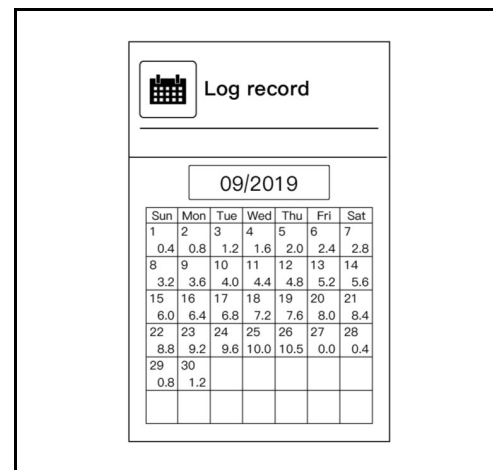 Log record
09/2019
Sun Mon Tue Wed Thu Fri Sat
1 2 3 4 5 6 7
0.4 0.8 1.2 1.6 2.0 2.4 2.8
8 9 10 11 12 13 14
3.2 3.6 4.0 4.4 4.8 5.2 5.6
15 16 17 18 19 20 21
6.0 6.4 6.8 7.2 7.6 8.0 8.4
22 23 24 25 26 27 28
8.8 9.2 9.6 10.0 10.5 0.0 0.4
29 30
0.8 1.2